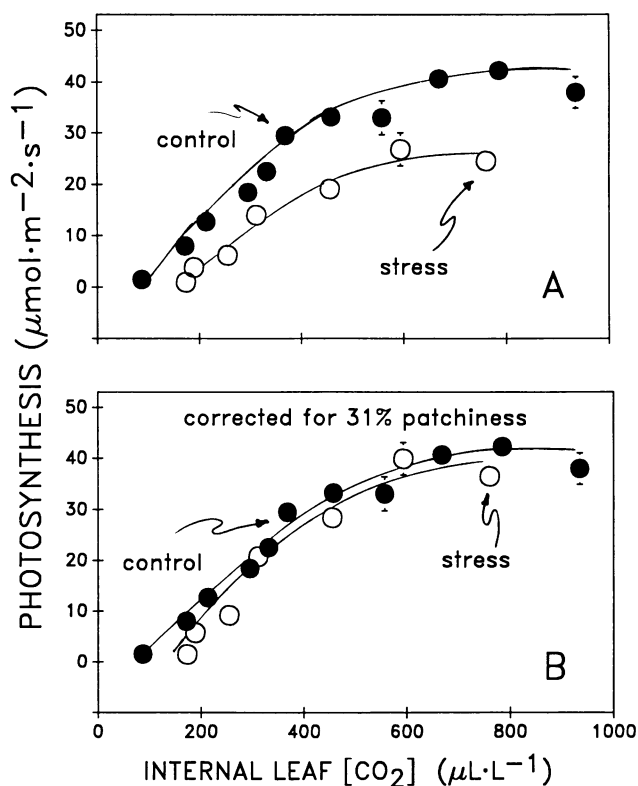 50
40
30
20
10
0
control
stress
A
PHOTOSYNTHESIS (μmol·m⁻²·s⁻¹)
50
40
30
20
10
0
corrected for 31% patchiness
control
stress
B
0 200 400 600 800 1000
INTERNAL LEAF [CO₂] (μL·L⁻¹)